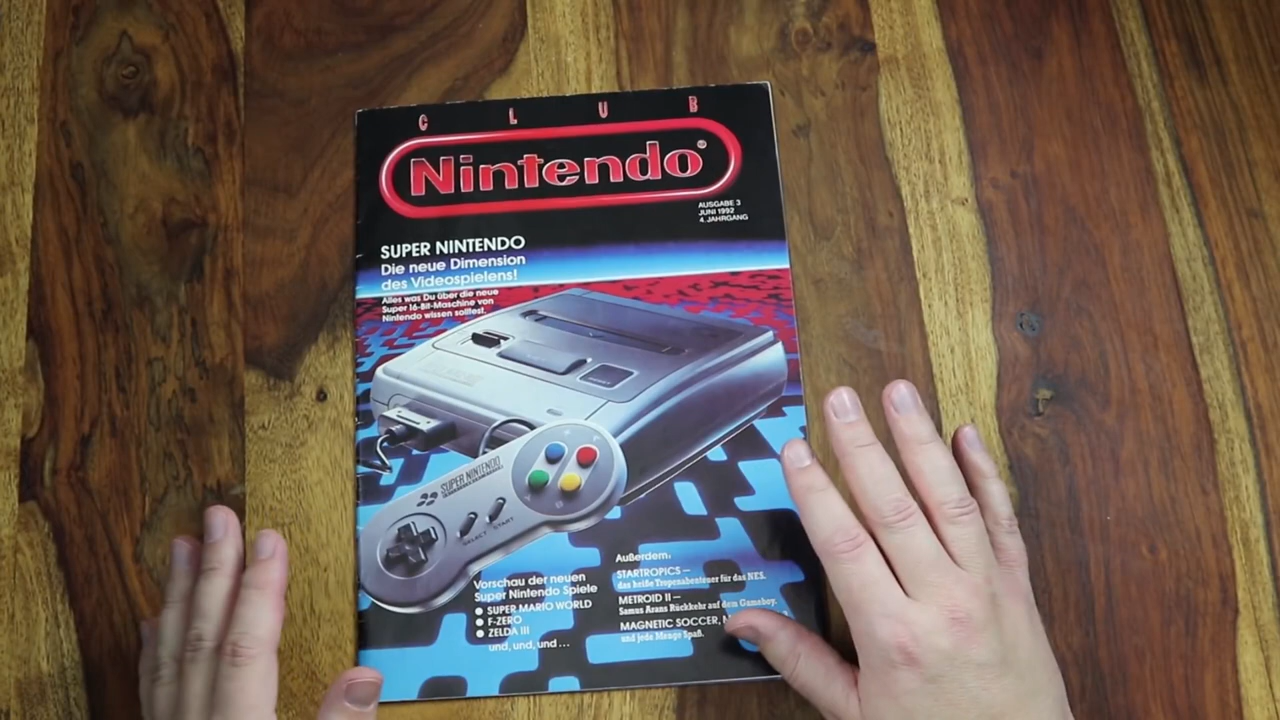 CLUB
Nintendo®
AUSGABE 3
JUNI 1992
4. JAHRGANG
SUPER NINTENDO
Die neue Dimension
des Videospielens!
Alles was Du über die neue
Super 16-Bit-Maschine von
Nintendo wissen solltest.
RESET
SUPER NINTENDO
SELECT START
Außerdem:
STARTROPICS –
das heiße Tropenabenteuer für das NES.
METROID II –
Samus Arans Rückkehr auf dem Gameboy.
MAGNETIC SOCCER,
und jede Menge Spaß.
Vorschau der neuen
Super Nintendo Spiele
● SUPER MARIO WORLD
● F-ZERO
● ZELDA III
und, und, und ...